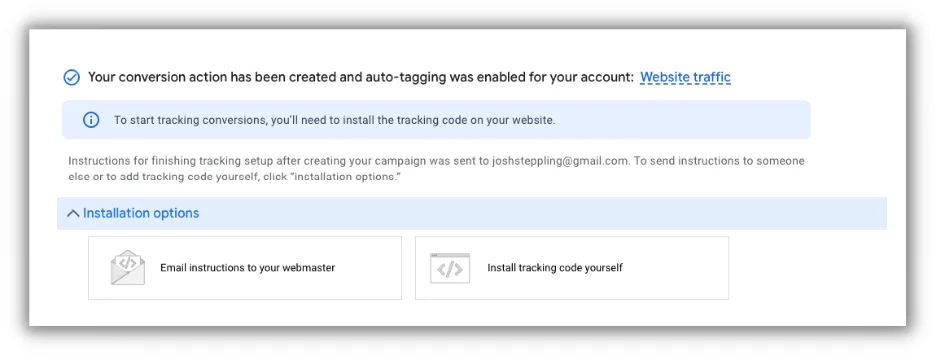 Your conversion action has been created and auto-tagging was enabled for your account: Website traffic
To start tracking conversions, you'll need to install the tracking code on your website.
Instructions for finishing tracking setup after creating your campaign was sent to joshsteppling@gmail.com. To send instructions to someone
else or to add tracking code yourself, click "installation options."
Installation options
Email instructions to your webmaster
Install tracking code yourself